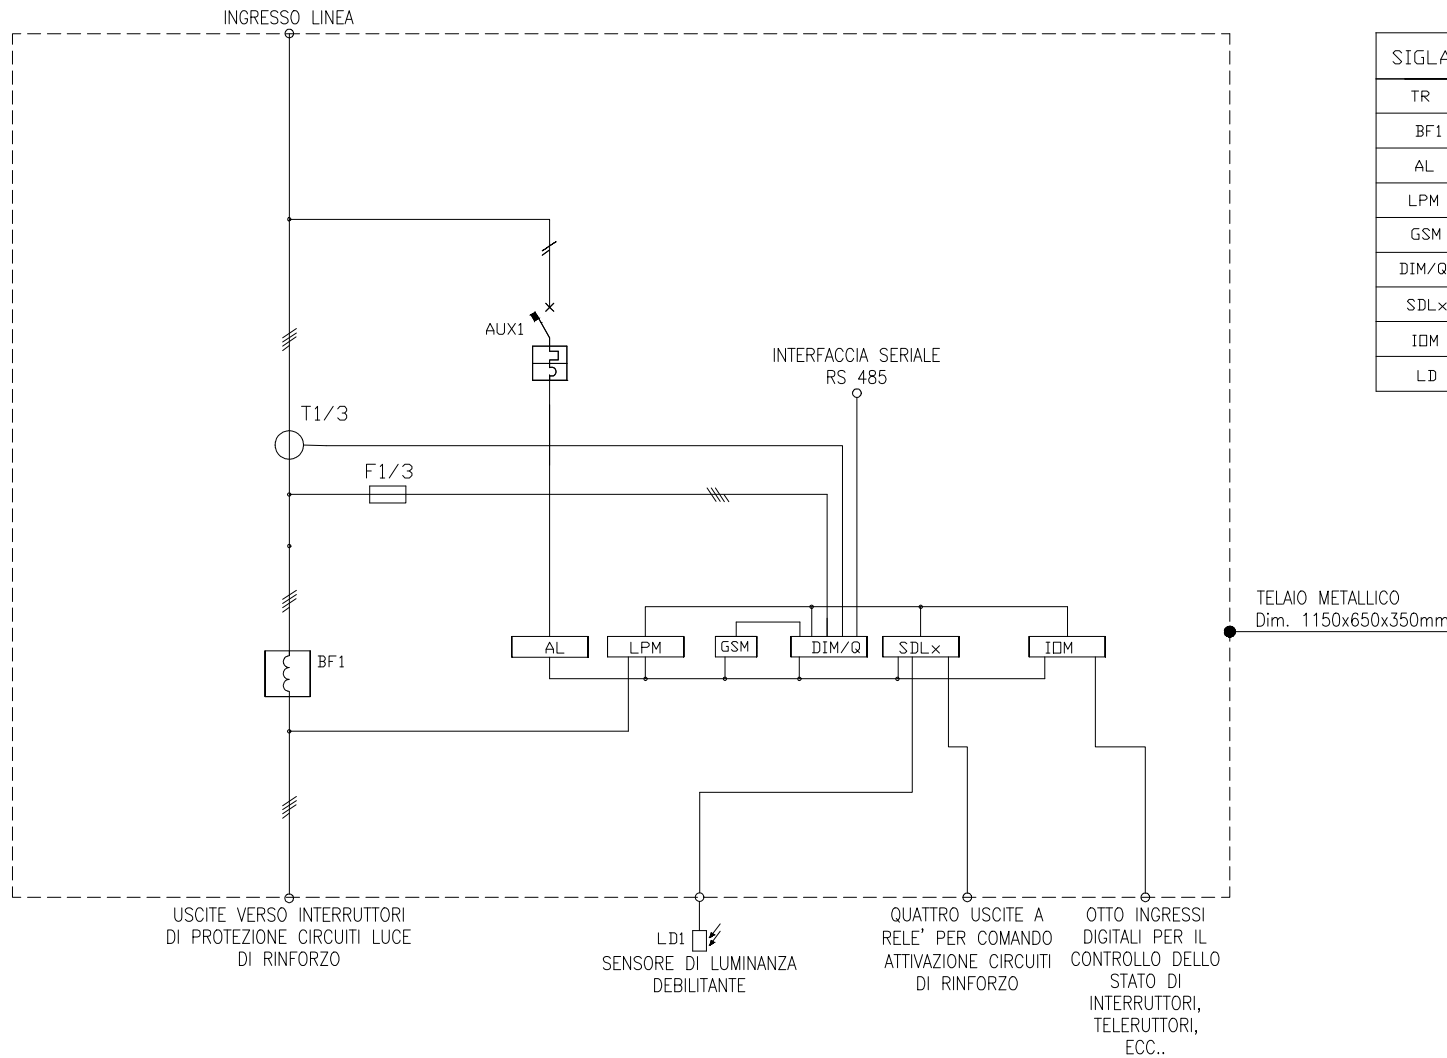 INGRESSO LINEA
SIGLA
TR
BF1
AL
LPM
GSM
DIM/Q
SDLx
IOM
LD
AUX1
INTERFACCIA SERIALE
RS 485
T1/3
F1/3
TELAIO METALLICO
Dim. 1150x650x350mm
AL
LPM
GSM
DIM/Q
SDLx
IOM
BF1
USCITE VERSO INTERRUTTORI
DI PROTEZIONE CIRCUITI LUCE
DI RINFORZO
LD1
SENSORE DI LUMINANZA
DEBILITANTE
QUATTRO USCITE A
RELE' PER COMANDO
ATTIVAZIONE CIRCUITI
DI RINFORZO
OTTO INGRESSI
DIGITALI PER IL
CONTROLLO DELLO
STATO DI
INTERRUTTORI,
TELERUTTORI,
ECC..